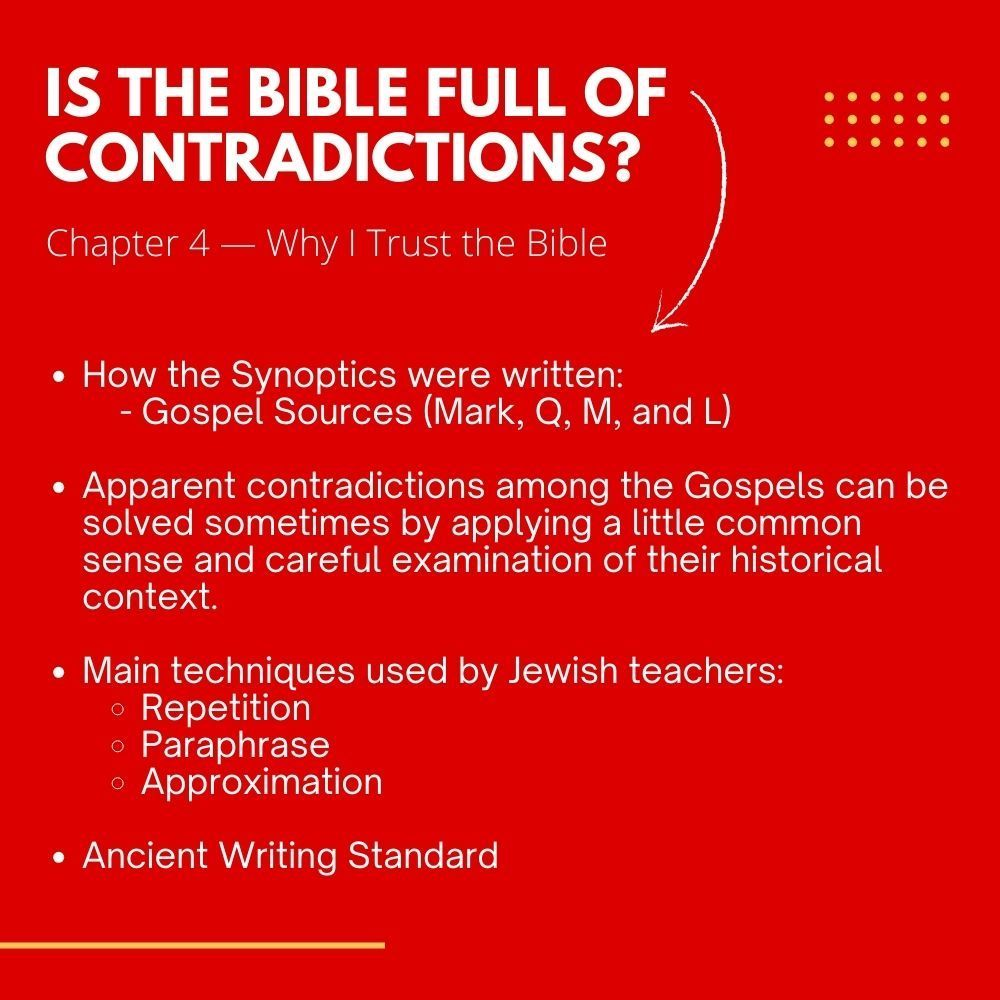 IS THE BIBLE FULL OF
CONTRADICTIONS?
Chapter 4 — Why I Trust the Bible
• How the Synoptics were written:
- Gospel Sources (Mark, Q, M, and L)
• Apparent contradictions among the Gospels can be
solved sometimes by applying a little common
sense and careful examination of their historical
context.
• Main techniques used by Jewish teachers:
○ Repetition
○ Paraphrase
○ Approximation
• Ancient Writing Standard